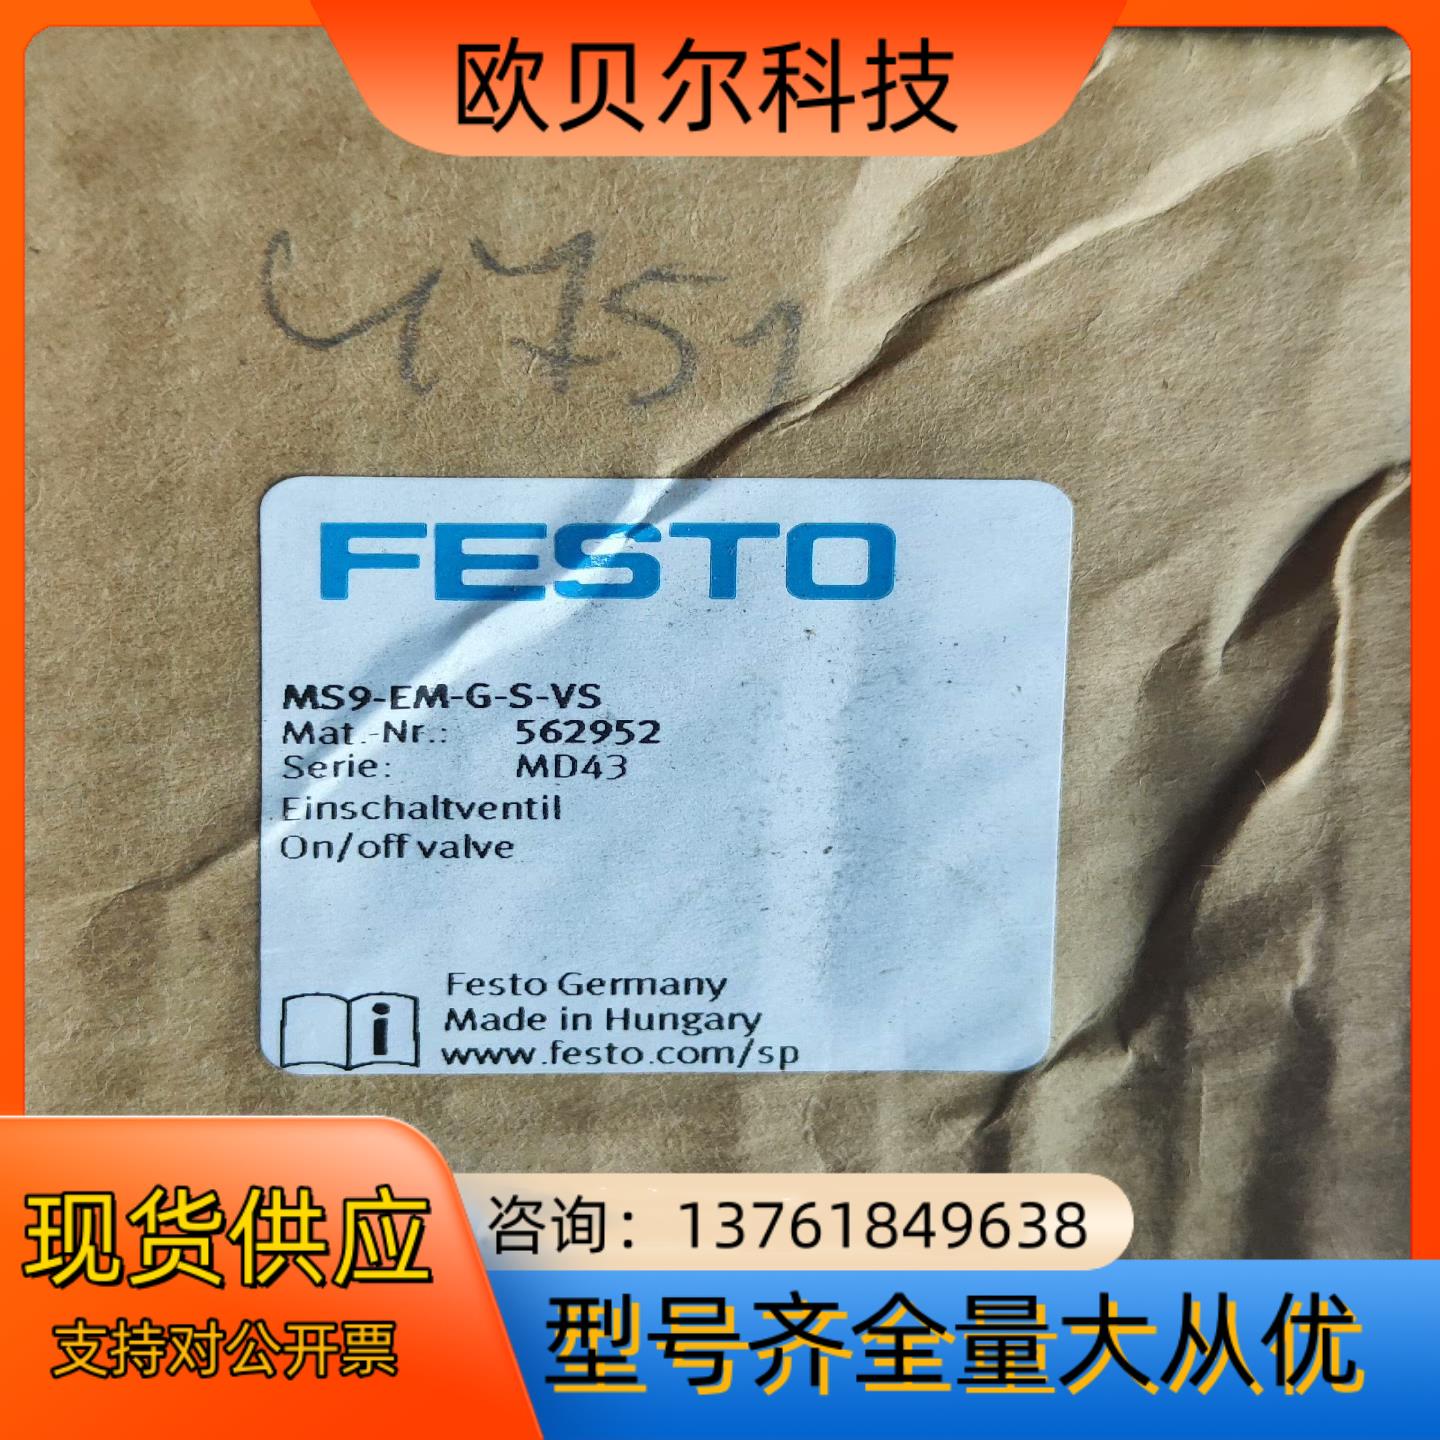 欧贝尔科技
4751
FESTO
MS9-EM-G-S-VS
Mat.-Nr.: 562952
Serie: MD43
Einschaltventil
On/off valve
Festo Germany
Made in Hungary
www.festo.com/sp
现货供应
咨询：13761849638
支持对公开票
型号齐全量大从优